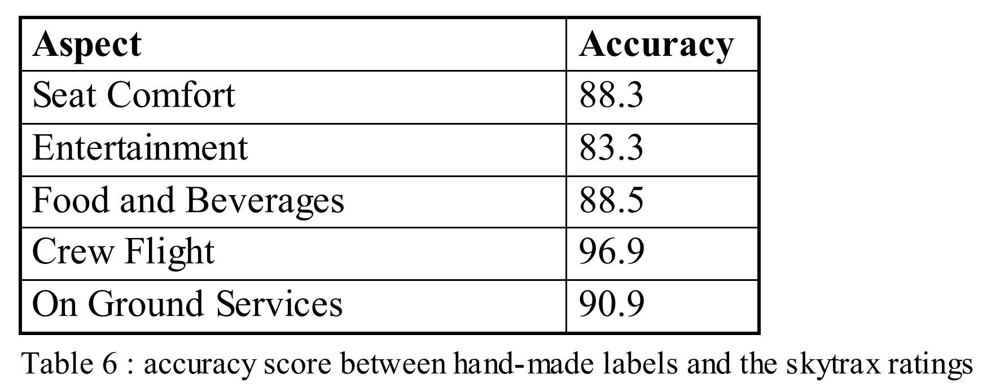 Aspect Accuracy
Seat Comfort 88.3
Entertainment 83.3
Food and Beverages 88.5
Crew Flight 96.9
On Ground Services 90.9
Table 6 : accuracy score between hand-made labels and the skytrax ratings